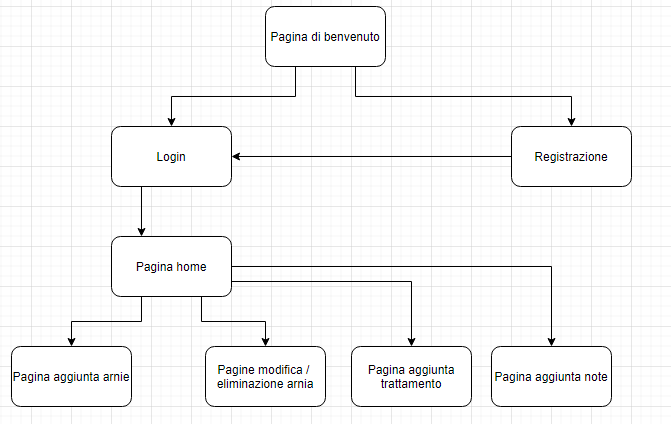 Pagina di benvenuto
Login
Registrazione
Pagina home
Pagina aggiunta arnie
Pagine modifica /
eliminazione arnia
Pagina aggiunta
trattamento
Pagina aggiunta note